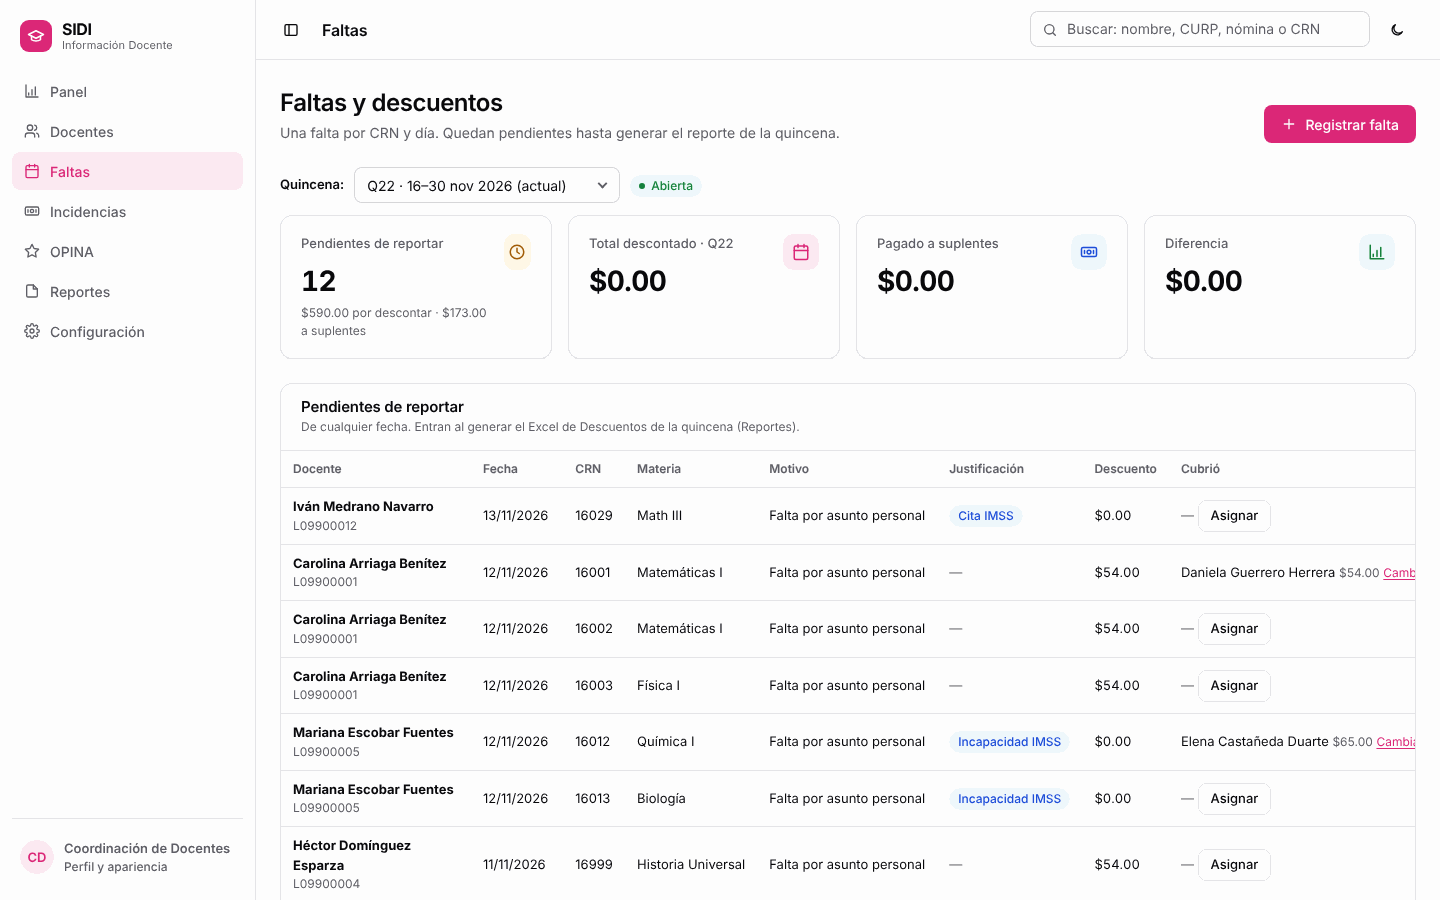 SIDI
Información Docente
Panel
Docentes
Faltas
Incidencias
OPINA
Reportes
Configuración
CD
Coordinación de Docentes
Perfil y apariencia
Faltas
Buscar: nombre, CURP, nómina o CRN
Faltas y descuentos
Una falta por CRN y día. Quedan pendientes hasta generar el reporte de la quincena.
Registrar falta
Quincena: Q22 · 16–30 nov 2026 (actual) Abierta
Pendientes de reportar
12
$590.00 por descontar · $173.00
a suplentes
Total descontado · Q22
$0.00
Pagado a suplentes
$0.00
Diferencia
$0.00
Pendientes de reportar
De cualquier fecha. Entran al generar el Excel de Descuentos de la quincena (Reportes).
Docente Fecha CRN Materia Motivo Justificación Descuento Cubrió
Iván Medrano Navarro
L09900012
13/11/2026 16029 Math III Falta por asunto personal Cita IMSS $0.00 — Asignar
Carolina Arriaga Benítez
L09900001
12/11/2026 16001 Matemáticas I Falta por asunto personal — $54.00 Daniela Guerrero Herrera $54.00 Camb
Carolina Arriaga Benítez
L09900001
12/11/2026 16002 Matemáticas I Falta por asunto personal — $54.00 — Asignar
Carolina Arriaga Benítez
L09900001
12/11/2026 16003 Física I Falta por asunto personal — $54.00 — Asignar
Mariana Escobar Fuentes
L09900005
12/11/2026 16012 Química I Falta por asunto personal Incapacidad IMSS $0.00 Elena Castañeda Duarte $65.00 Cambia
Mariana Escobar Fuentes
L09900005
12/11/2026 16013 Biología Falta por asunto personal Incapacidad IMSS $0.00 — Asignar
Héctor Domínguez
Esparza
L09900004
11/11/2026 16999 Historia Universal Falta por asunto personal — $54.00 — Asignar